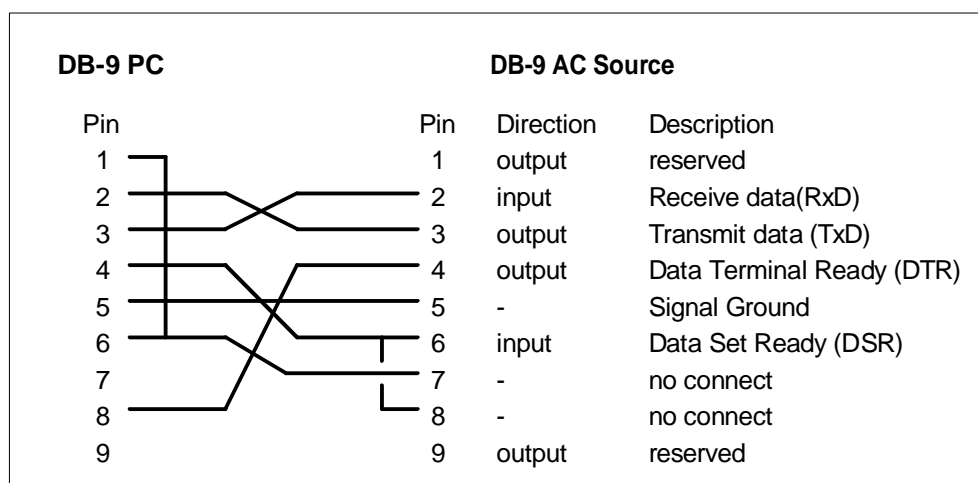 DB-9 PC DB-9 AC Source
Pin Pin Direction Description
1 1 output reserved
2 2 input Receive data(RxD)
3 3 output Transmit data (TxD)
4 4 output Data Terminal Ready (DTR)
5 5 - Signal Ground
6 6 input Data Set Ready (DSR)
7 7 - no connect
8 8 - no connect
9 9 output reserved